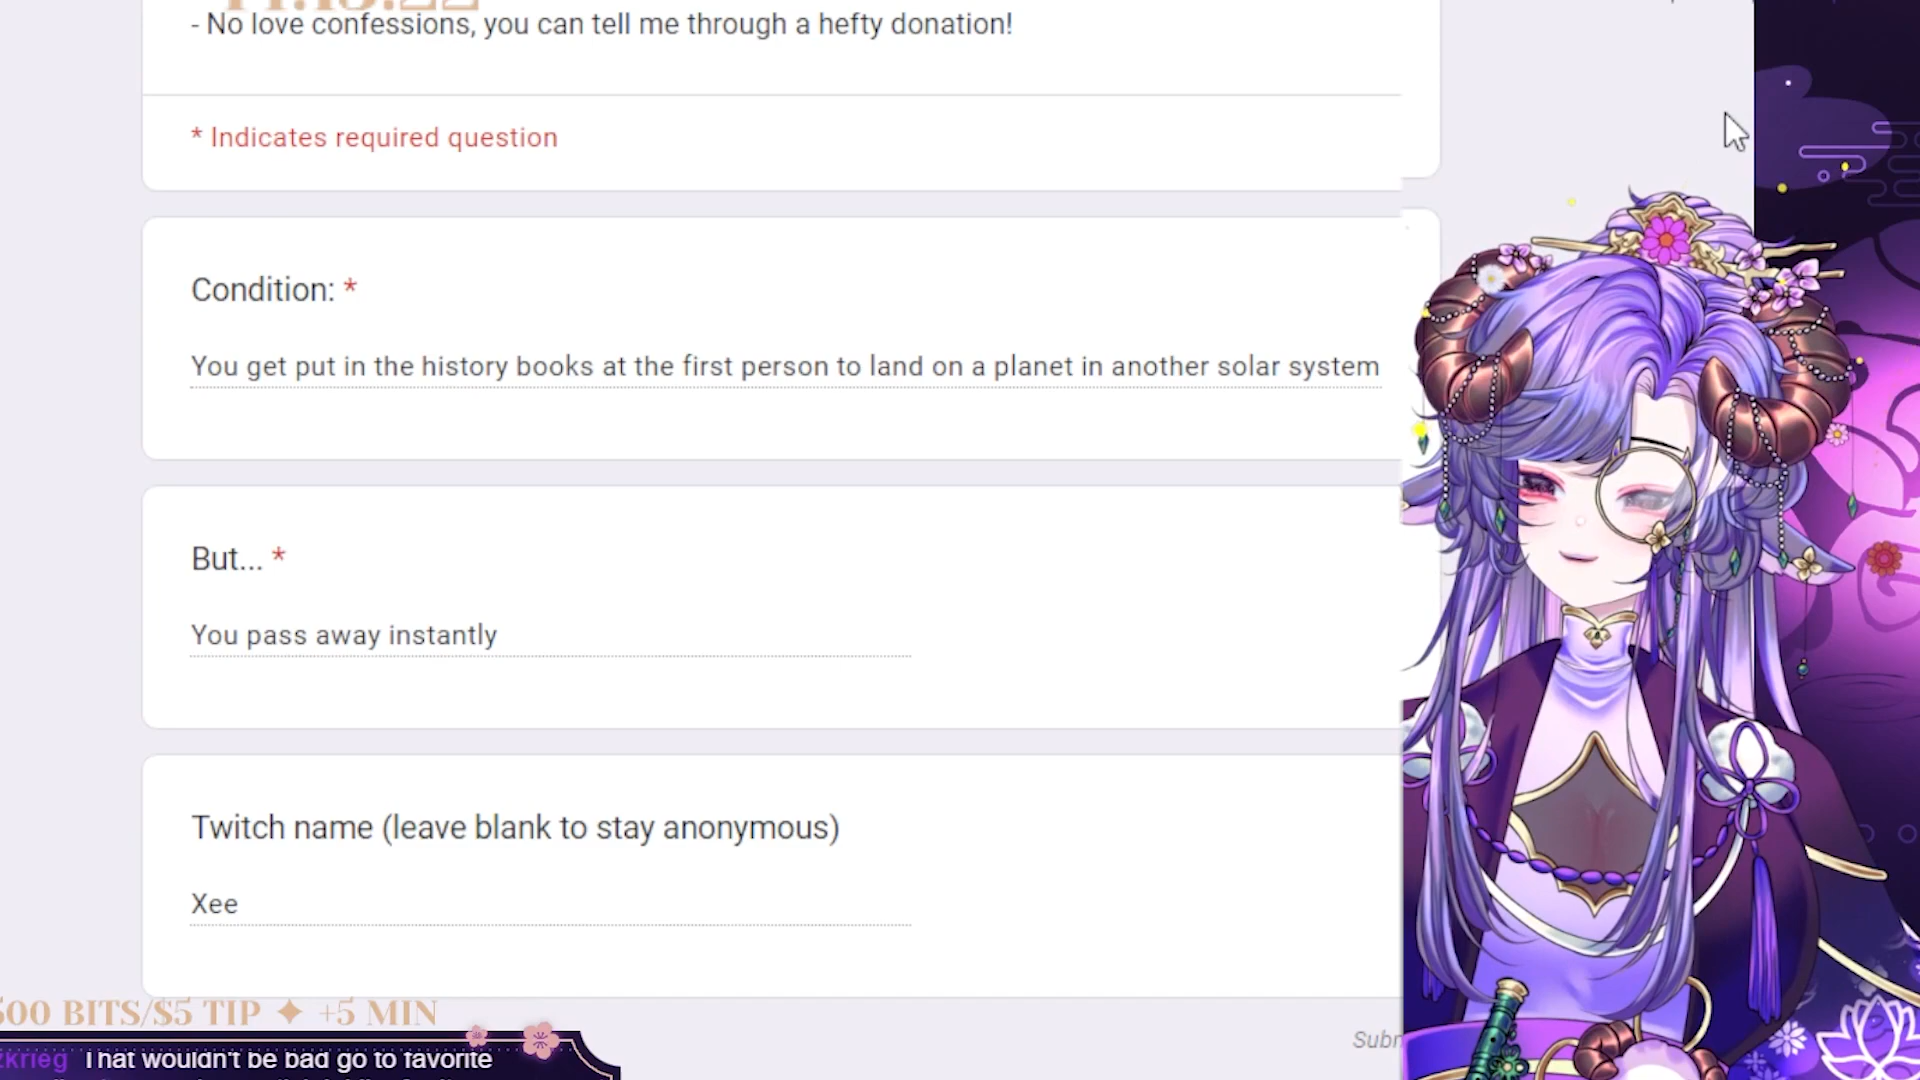 - No love confessions, you can tell me through a hefty donation!
* Indicates required question
Condition: *
You get put in the history books at the first person to land on a planet in another solar system
But... *
You pass away instantly
Twitch name (leave blank to stay anonymous)
Xee
500 BITS/$5 TIP ✦ +5 MIN
That wouldn't be bad go to favorite